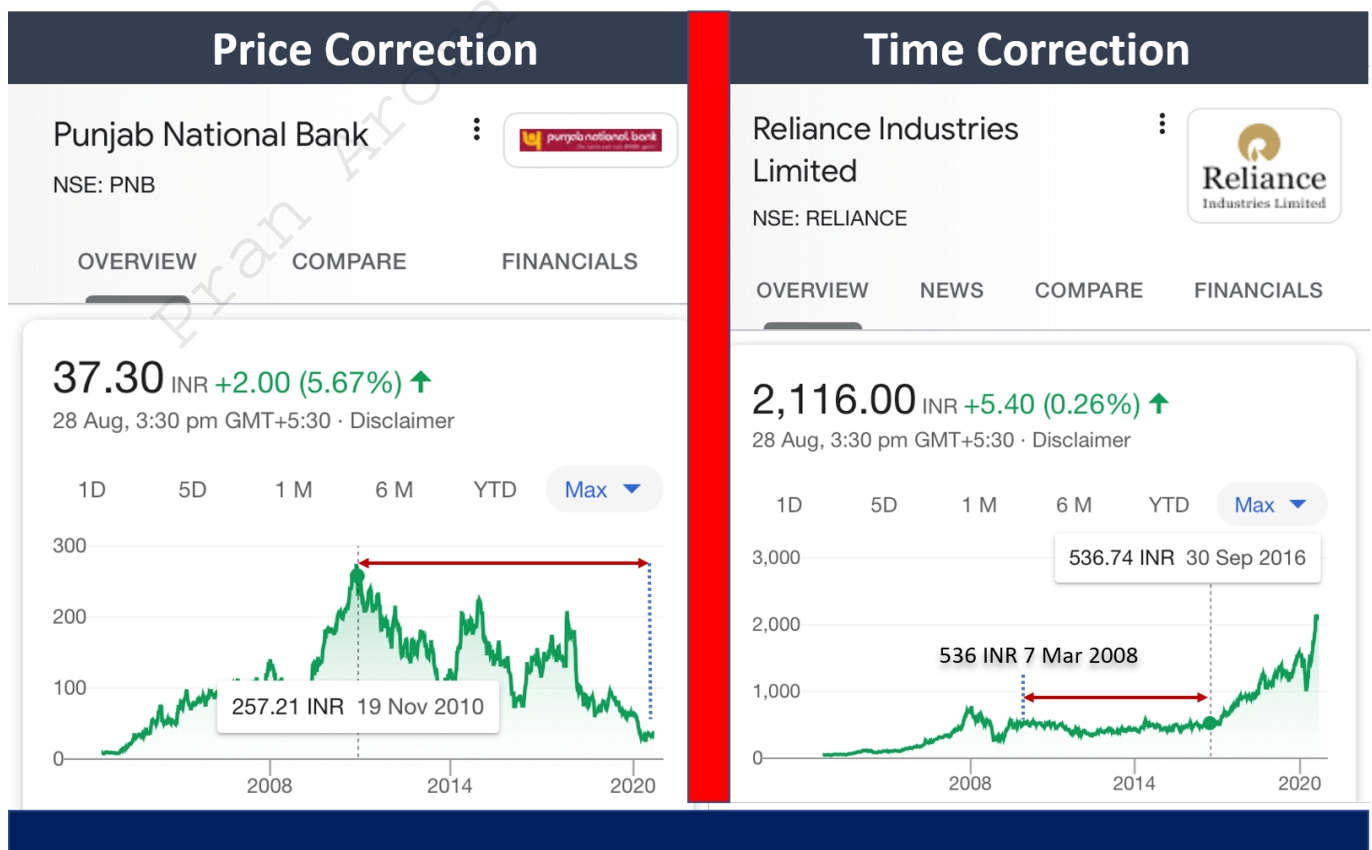 Price Correction
Punjab National Bank
punjab national bank
NSE: PNB
OVERVIEW COMPARE FINANCIALS
37.30 INR +2.00 (5.67%)
28 Aug, 3:30 pm GMT+5:30 · Disclaimer
1D 5D 1 M 6 M YTD Max
300
200
100
0
257.21 INR 19 Nov 2010
2008 2014 2020
Time Correction
Reliance Industries
Limited
Reliance
Industries Limited
NSE: RELIANCE
OVERVIEW NEWS COMPARE FINANCIALS
2,116.00 INR +5.40 (0.26%)
28 Aug, 3:30 pm GMT+5:30 · Disclaimer
1D 5D 1 M 6 M YTD Max
3,000
536.74 INR 30 Sep 2016
2,000
536 INR 7 Mar 2008
1,000
0
2008 2014 2020
Pran